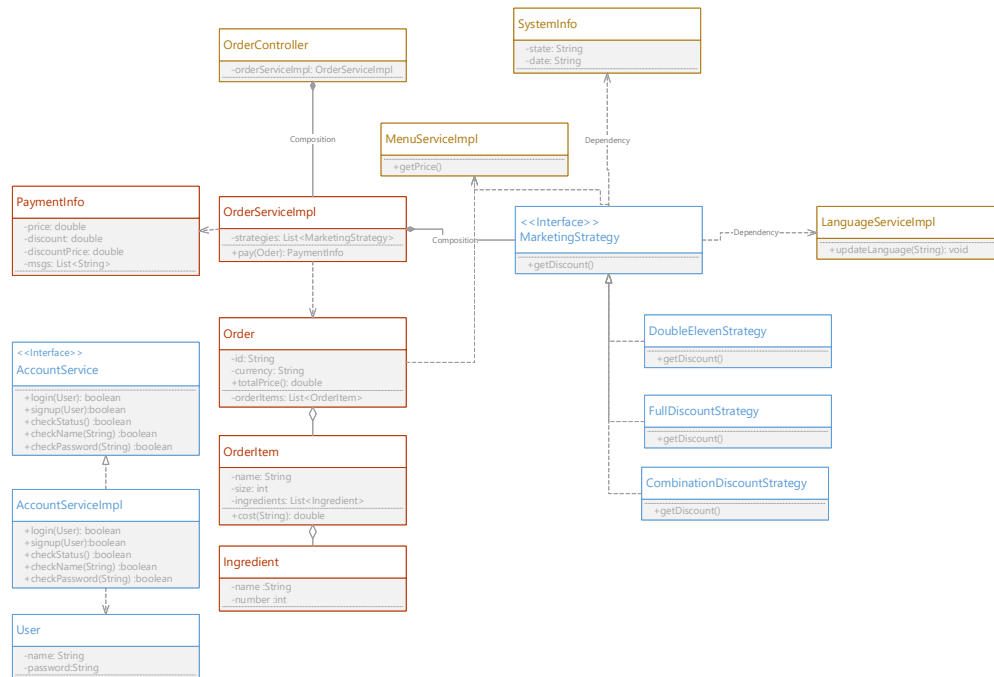 SystemInfo
-state: String
-date: String
OrderController
-orderServiceImpl: OrderServiceImpl
Composition
Dependency
MenuServiceImpl
+getPrice()
PaymentInfo
-price: double
-discount: double
-discountPrice: double
-msgs: List<String>
OrderServiceImpl
-strategies: List<MarketingStrategy>
+pay(Oder): PaymentInfo
Composition
<<Interface>>
MarketingStrategy
+getDiscount()
Dependency
LanguageServiceImpl
+updateLanguage(String): void
Order
-id: String
-currency: String
+totalPrice(): double
-orderItems: List<OrderItem>
DoubleElevenStrategy
+getDiscount()
<<Interface>>
AccountService
+login(User): boolean
+signup(User):boolean
+checkStatus() :boolean
+checkName(String) :boolean
+checkPassword(String) :boolean
FullDiscountStrategy
+getDiscount()
OrderItem
-name: String
-size: int
-ingredients: List<Ingredient>
+cost(String): double
CombinationDiscountStrategy
+getDiscount()
AccountServiceImpl
+login(User): boolean
+signup(User):boolean
+checkStatus() :boolean
+checkName(String) :boolean
+checkPassword(String) :boolean
Ingredient
-name :String
-number :int
User
-name: String
-password:String